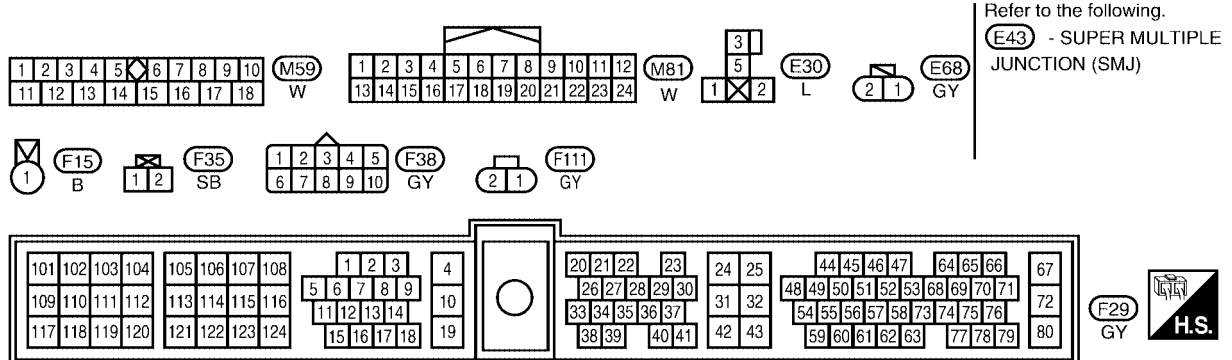 Refer to the following.
E43 - SUPER MULTIPLE
JUNCTION (SMJ)
1 2 3 4 5 6 7 8 9 10
11 12 13 14 15 16 17 18
M59
W
1 2 3 4 5 6 7 8 9 10 11 12
13 14 15 16 17 18 19 20 21 22 23 24
M81
W
3
5
1 2
E30
L
2 1
E68
GY
1
F15
B
1 2
F35
SB
1 2 3 4 5
6 7 8 9 10
F38
GY
2 1
F111
GY
101 102 103 104 105 106 107 108 1 2 3 4
5 6 7 8 9
109 110 111 112 113 114 115 116 10
11 12 13 14
117 118 119 120 121 122 123 124 15 16 17 18 19
20 21 22 23 24 25
26 27 28 29 30
31 32
33 34 35 36 37
38 39 40 41 42 43
44 45 46 47 64 65 66 67
48 49 50 51 52 53 68 69 70 71
72
54 55 56 57 58 73 74 75 76
59 60 61 62 63 77 78 79 80
F29
GY
H.S.